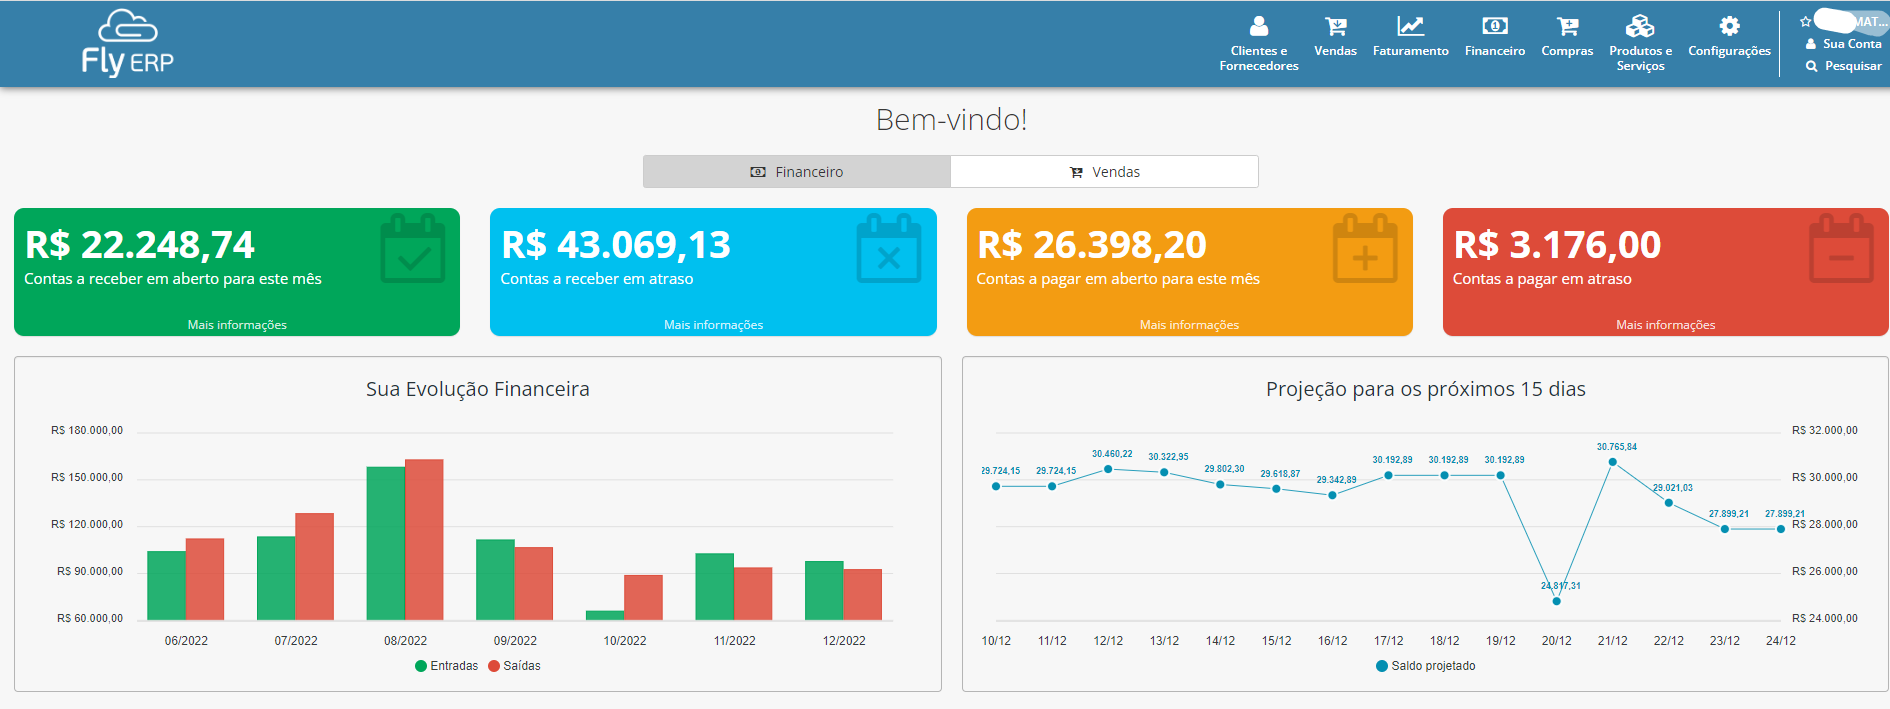 Fly ERP
Clientes e
Fornecedores
Vendas
Faturamento
Financeiro
Compras
Produtos e
Serviços
Configurações
MAT...
Sua Conta
Pesquisar
Bem-vindo!
Financeiro
Vendas
R$ 22.248,74
Contas a receber em aberto para este mês
Mais informações
R$ 43.069,13
Contas a receber em atraso
Mais informações
R$ 26.398,20
Contas a pagar em aberto para este mês
Mais informações
R$ 3.176,00
Contas a pagar em atraso
Mais informações
Sua Evolução Financeira
R$ 180.000,00
R$ 150.000,00
R$ 120.000,00
R$ 90.000,00
R$ 60.000,00
06/2022 07/2022 08/2022 09/2022 10/2022 11/2022 12/2022
Entradas Saídas
Projeção para os próximos 15 dias
R$ 32.000,00
R$ 30.000,00
R$ 28.000,00
R$ 26.000,00
R$ 24.000,00
29.724,15 29.724,15 30.460,22 30.322,95 29.802,30 29.618,87 29.342,89 30.192,89 30.192,89 30.192,89 24.817,31 30.765,84 29.021,03 27.899,21 27.899,21
10/12 11/12 12/12 13/12 14/12 15/12 16/12 17/12 18/12 19/12 20/12 21/12 22/12 23/12 24/12
Saldo projetado